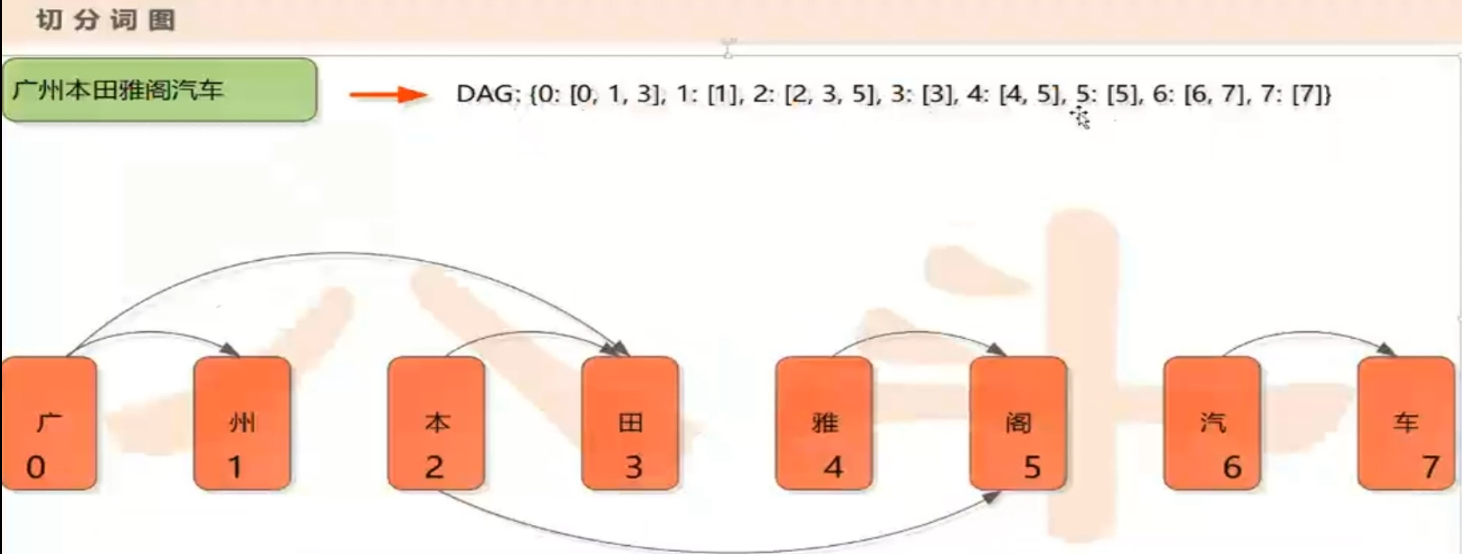 切分词图
广州本田雅阁汽车
DAG: {0: [0, 1, 3], 1: [1], 2: [2, 3, 5], 3: [3], 4: [4, 5], 5: [5], 6: [6, 7], 7: [7]}
广 州 本 田 雅 阁 汽 车
0 1 2 3 4 5 6 7